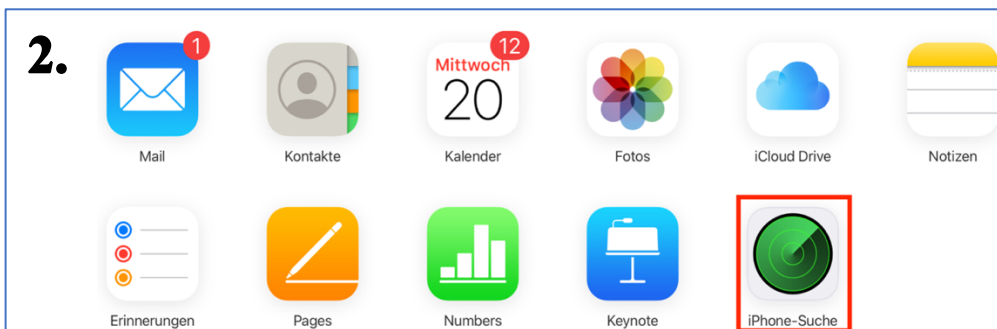 2.
1
12
Mittwoch
20
Mail Kontakte Kalender Fotos iCloud Drive Notizen
Erinnerungen Pages Numbers Keynote iPhone-Suche